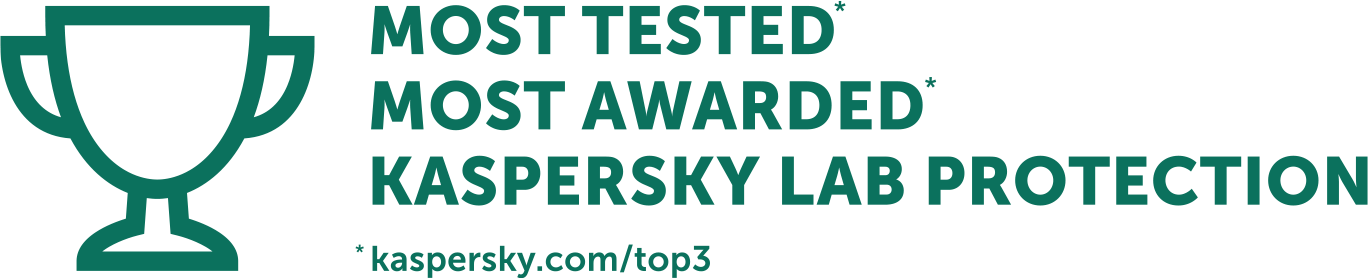 MOST TESTED*
MOST AWARDED*
KASPERSKY LAB PROTECTION
* kaspersky.com/top3